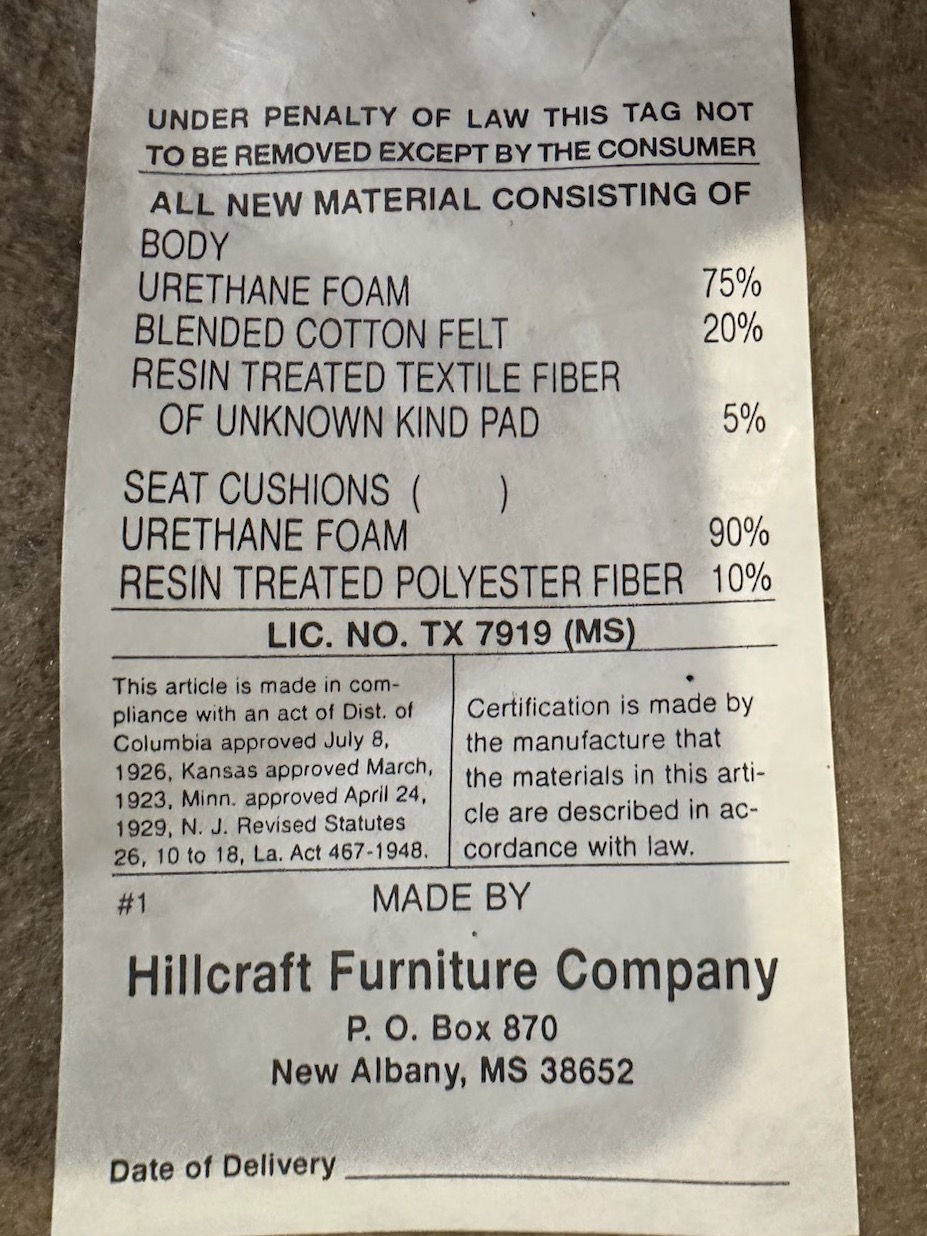 UNDER PENALTY OF LAW THIS TAG NOT
TO BE REMOVED EXCEPT BY THE CONSUMER
ALL NEW MATERIAL CONSISTING OF
BODY
URETHANE FOAM 75%
BLENDED COTTON FELT 20%
RESIN TREATED TEXTILE FIBER
OF UNKNOWN KIND PAD 5%
SEAT CUSHIONS ( )
URETHANE FOAM 90%
RESIN TREATED POLYESTER FIBER 10%
LIC. NO. TX 7919 (MS)
This article is made in com-
pliance with an act of Dist. of
Columbia approved July 8,
1926, Kansas approved March,
1923, Minn. approved April 24,
1929, N. J. Revised Statutes
26, 10 to 18, La. Act 467-1948.
Certification is made by
the manufacture that
the materials in this arti-
cle are described in ac-
cordance with law.
#1 MADE BY
Hillcraft Furniture Company
P. O. Box 870
New Albany, MS 38652
Date of Delivery